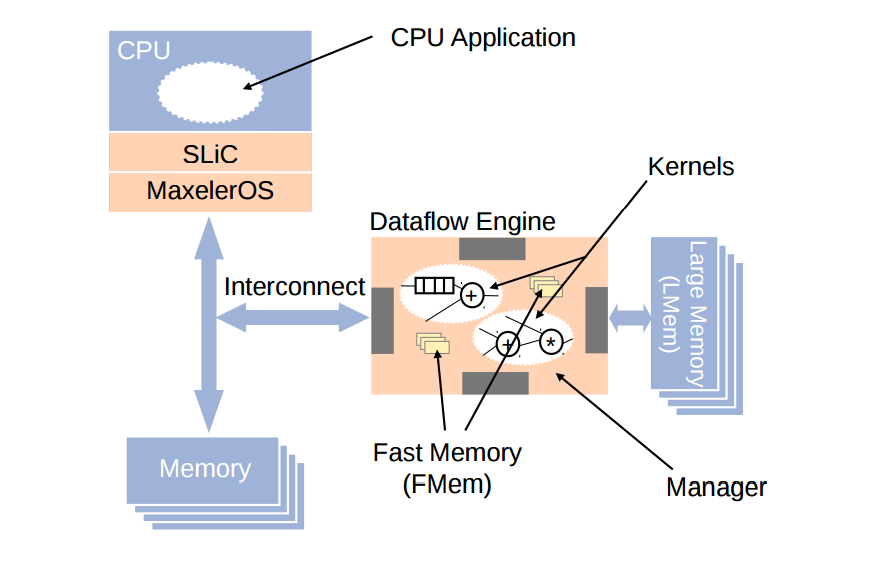 CPU Application
CPU
SLiC
MaxelerOS
Kernels
Dataflow Engine
Interconnect
+
+
*
Large Memory
(LMem)
Fast Memory
(FMem)
Memory
Manager